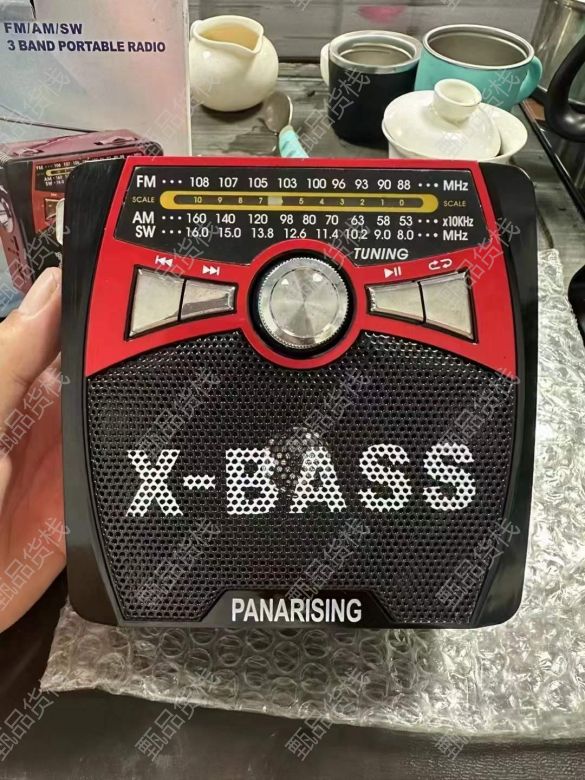 FM/AM/SW
3 BAND PORTABLE RADIO
FM ··· 108 107 105 103 100 96 93 90 88 ··· MHz
SCALE 10 9 8 7 5 4 3 2 1 0 SCALE
AM ··· 160 140 120 98 80 70 63 58 53 ··· x10KHz
SW ··· 16.0 15.0 13.8 12.6 11.4 10.2 9.0 8.0 ··· MHz
TUNING
X-BASS
PANARISING
甄品货栈